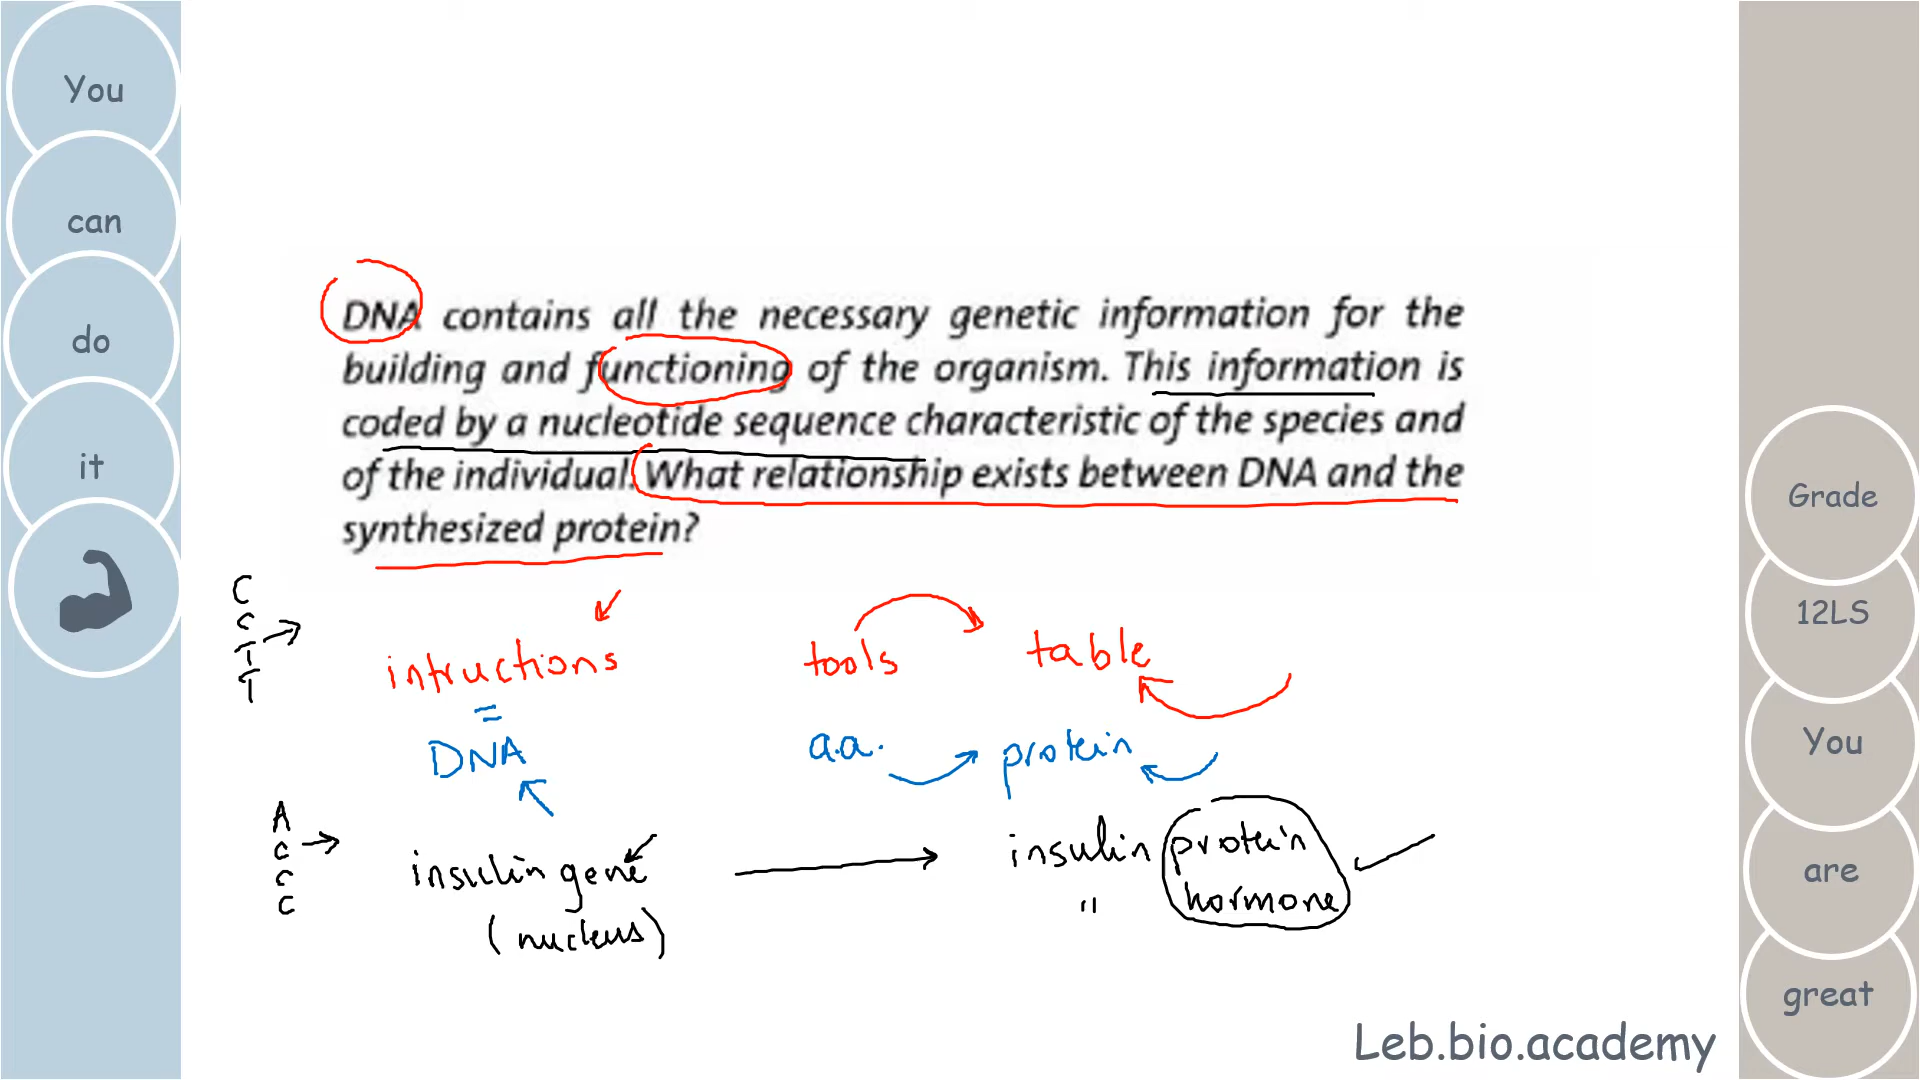 You
can
do
it
DNA contains all the necessary genetic information for the
building and functioning of the organism. This information is
coded by a nucleotide sequence characteristic of the species and
of the individual. What relationship exists between DNA and the
synthesized protein?
C
C
T
T
intructions
tools
table
=
DNA
a.a.
protein
A
C
C
C
insulin gene
(nucleus)
insulin protein
" hormone
Grade
12LS
You
are
great
Leb.bio.academy